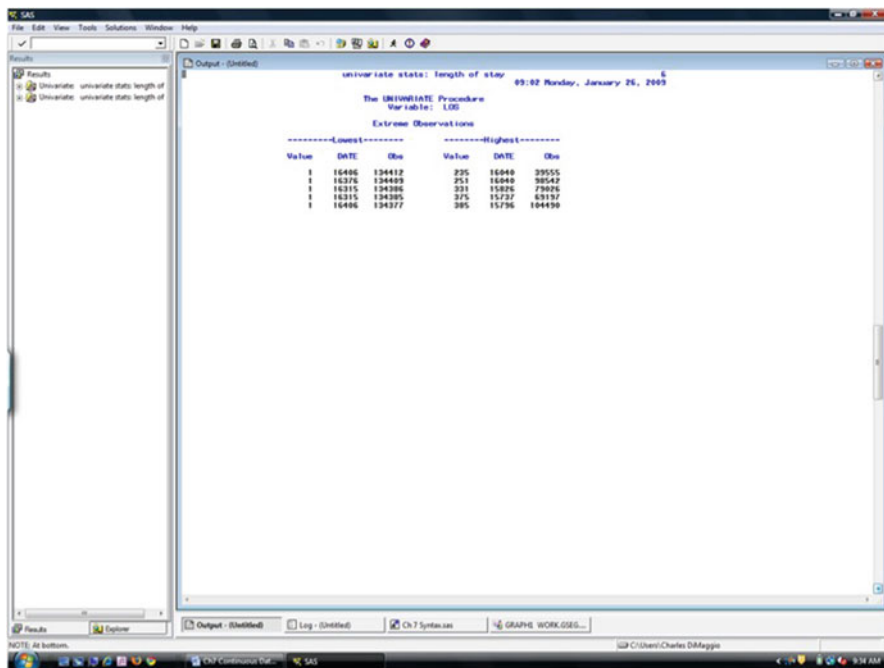 SAS
File Edit View Tools Solutions Window Help
Results
Results
Univariate: univariate stats: length of
Univariate: univariate stats: length of
Output - (Untitled)
univariate stats: length of stay 6
09:02 Monday, January 26, 2009
The UNIVARIATE Procedure
Variable: LOS
Extreme Observations
---------Lowest-------- --------Highest--------
Value DATE Obs Value DATE Obs
1 16406 134412 235 16040 39555
1 16376 134409 251 16040 98542
1 16315 134386 331 15826 79026
1 16315 134385 375 15737 69197
1 16406 134377 385 15796 104490
Results Explorer Output - (Untitled) Log - (Untitled) Ch 7 Syntax.sas GRAPH1 WORK.GSEG....
NOTE: At bottom. C:\Users\Charles DiMaggio
Ch7 Continuous Dat... SAS 9:34 AM